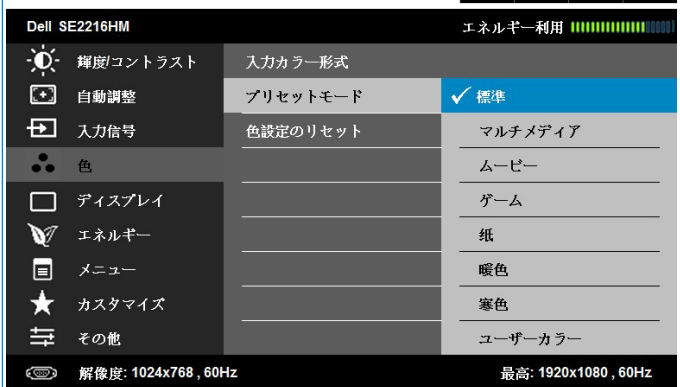 Dell SE2216HM
エネルギー利用
輝度/コントラスト
入力カラー形式
自動調整
プリセットモード
標準
入力信号
色設定のリセット
マルチメディア
色
ムービー
ディスプレイ
ゲーム
エネルギー
纸
メニュー
暖色
カスタマイズ
寒色
その他
ユーザーカラー
解像度: 1024x768 , 60Hz
最高: 1920x1080 , 60Hz